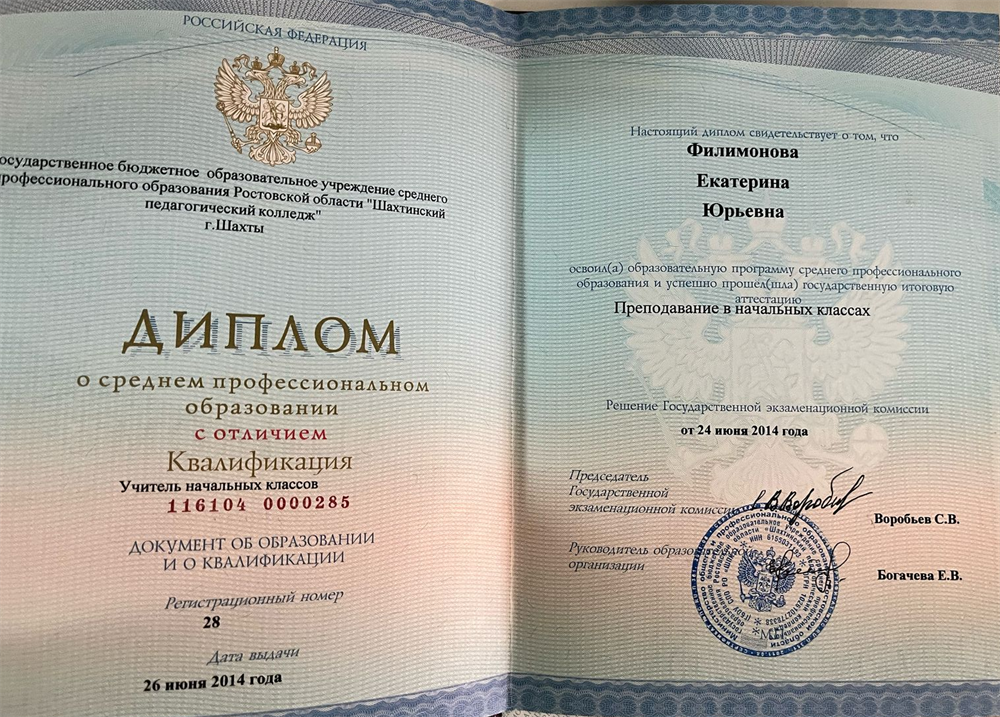 РОССИЙСКАЯ ФЕДЕРАЦИЯ
осударственное бюджетное образовательное учреждение среднего
профессионального образования Ростовской области "Шахтинский
педагогический колледж"
г.Шахты
ДИПЛОМ
о среднем профессиональном
образовании
с отличием
Квалификация
Учитель начальных классов
116104 0000285
ДОКУМЕНТ ОБ ОБРАЗОВАНИИ
И О КВАЛИФИКАЦИИ
Регистрационный номер
28
Дата выдачи
26 июня 2014 года
Настоящий диплом свидетельствует о том, что
Филимонова
Екатерина
Юрьевна
освоил(а) образовательную программу среднего профессионального
образования и успешно прошел(шла) государственную итоговую
аттестацию
Преподавание в начальных классах
Решение Государственной экзаменационной комиссии
от 24 июня 2014 года
Председатель
Государственной
экзаменационной комиссии
Воробьев С.В.
Руководитель образовательной
организации
Богачева Е.В.